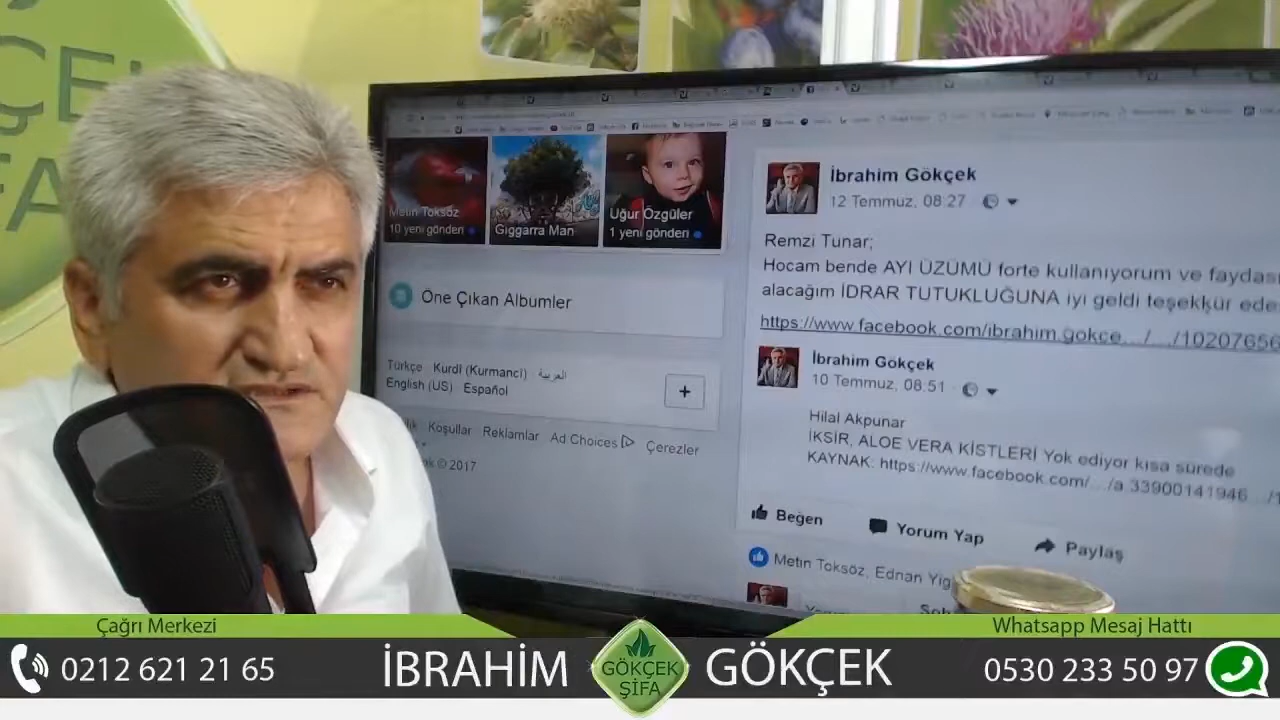 ÇE
FA
Metin Toksöz
10 yeni gönderi
Giggarra Man
Uğur Özgüler
1 yeni gönderi
Öne Çıkan Albümler
Türkçe Kurdî (Kurmancî) العربية
English (US) Español
Koşullar Reklamlar Ad Choices Çerezler
© 2017
İbrahim Gökçek
12 Temmuz, 08:27
Remzi Tunar;
Hocam bende AYI ÜZÜMÜ forte kullanıyorum ve faydası
alacağım İDRAR TUTUKLUĞUNA iyi geldi teşekkür ede
https://www.facebook.com/ibrahim.gokce.../.../10207656
İbrahim Gökçek
10 Temmuz, 08:51
Hilal Akpunar
İKSİR, ALOE VERA KİSTLERİ Yok ediyor kısa sürede
KAYNAK: https://www.facebook.com/.../a.33900141946.../1
Beğen Yorum Yap Paylaş
Metin Toksöz, Ednan Yig
Çağrı Merkezi
0212 621 21 65
İBRAHİM
GÖKÇEK
ŞİFA
GÖKÇEK
Whatsapp Mesaj Hattı
0530 233 50 97